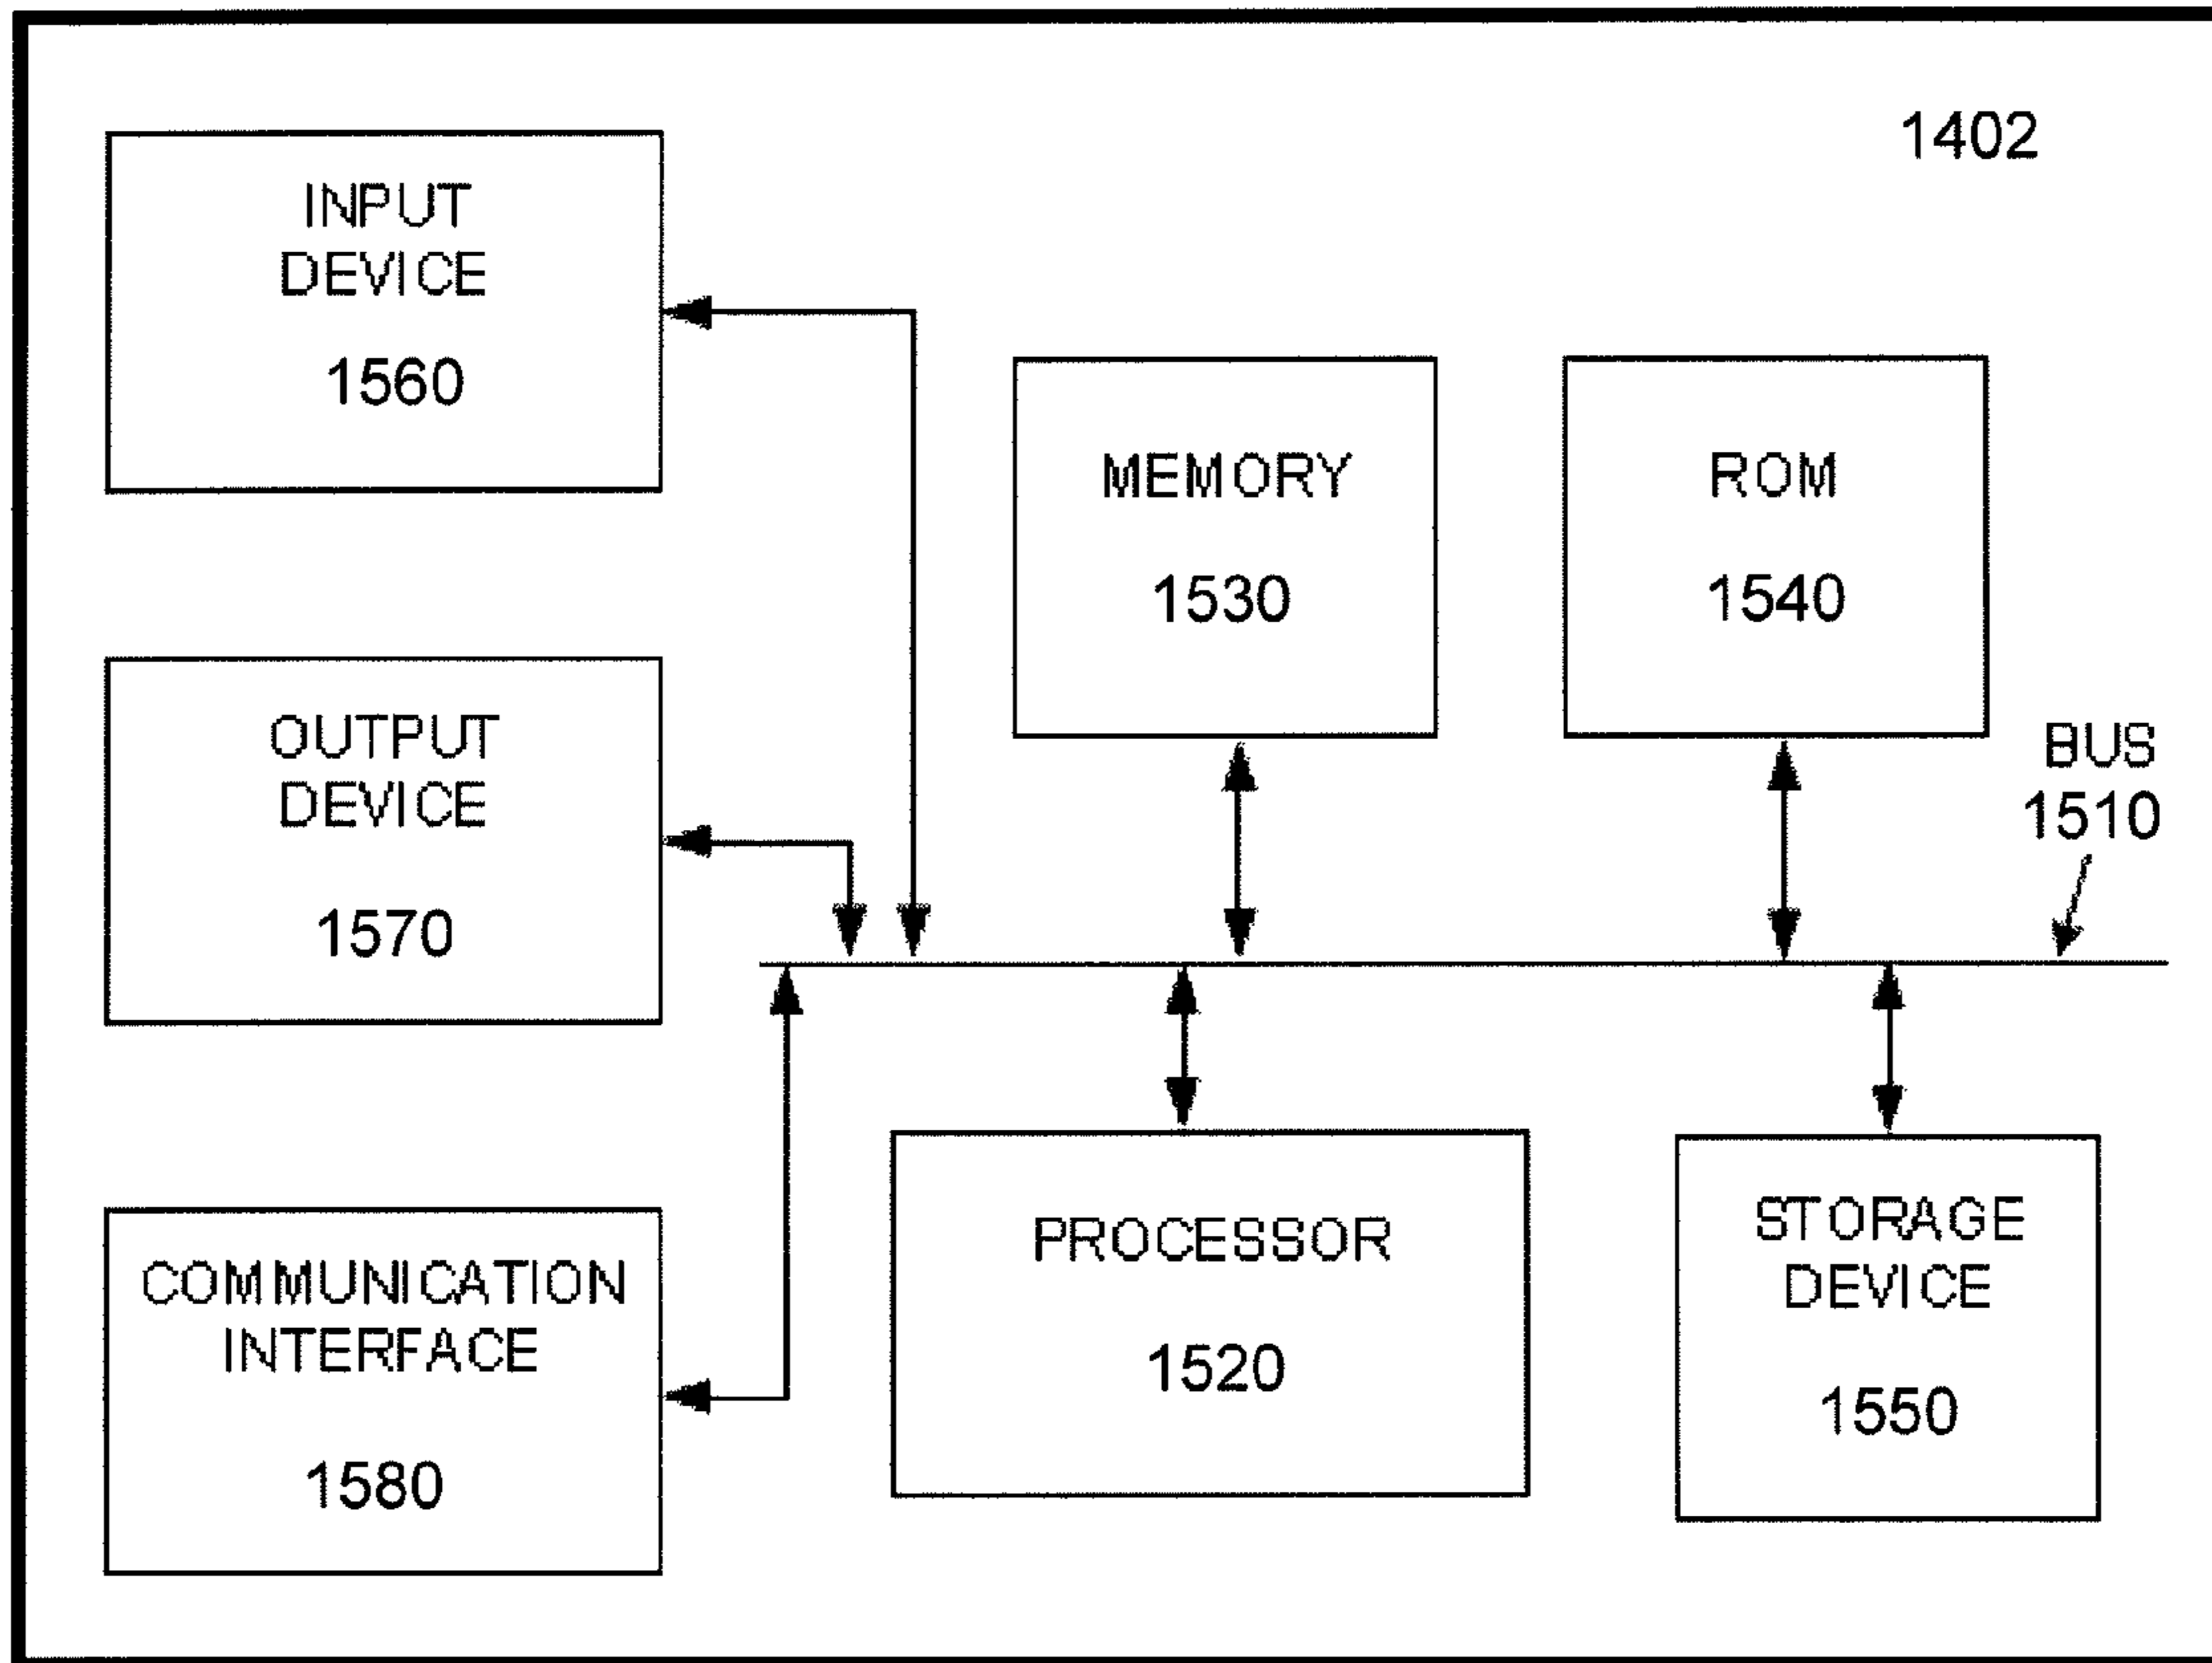 1402
INPUT
DEVICE
1560
MEMORY
1530
ROM
1540
OUTPUT
DEVICE
1570
BUS
1510
COMMUNICATION
INTERFACE
1580
PROCESSOR
1520
STORAGE
DEVICE
1550